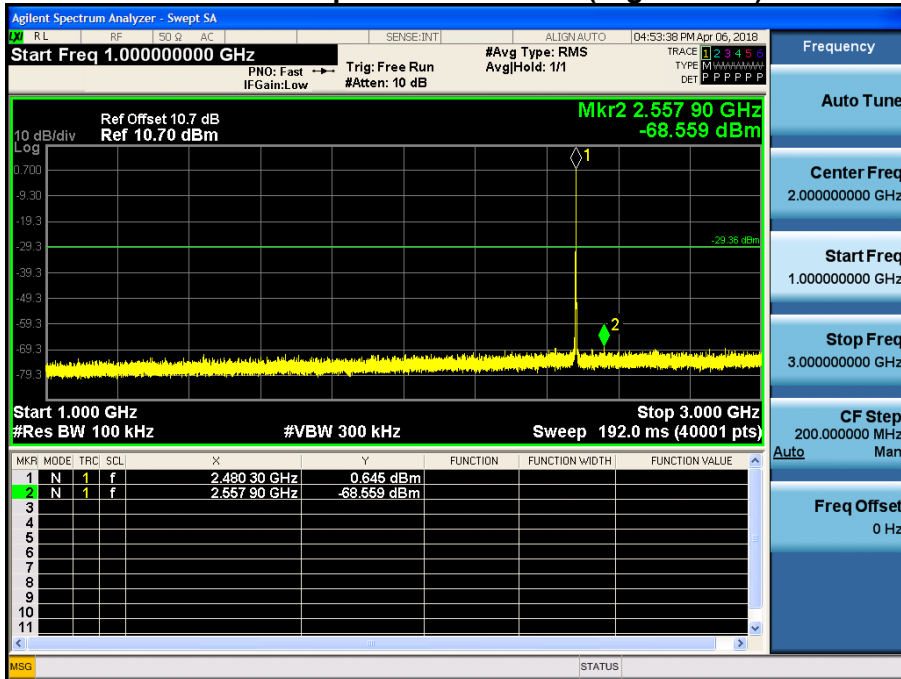 Agilent Spectrum Analyzer - Swept SA
LXI RL RF 50 Ω AC SENSE:INT ALIGN AUTO 04:53:38 PM Apr 06, 2018
Start Freq 1.000000000 GHz
PNO: Fast
IFGain:Low
Trig: Free Run
#Atten: 10 dB
#Avg Type: RMS
Avg|Hold: 1/1
TRACE 1 2 3 4 5 6
TYPE M
DET P P P P P P
Mkr2 2.557 90 GHz
-68.559 dBm
Ref Offset 10.7 dB
10 dB/div Ref 10.70 dBm
Log
0.700
-9.30
-19.3
-29.3
-39.3
-49.3
-59.3
-69.3
-79.3
1
-29.36 dBm
2
Start 1.000 GHz Stop 3.000 GHz
#Res BW 100 kHz #VBW 300 kHz Sweep 192.0 ms (40001 pts)
MKR MODE TRC SCL X Y FUNCTION FUNCTION WIDTH FUNCTION VALUE
1 N 1 f 2.480 30 GHz 0.645 dBm
2 N 1 f 2.557 90 GHz -68.559 dBm
3
4
5
6
7
8
9
10
11
MSG STATUS
Frequency
Auto Tune
Center Freq
2.000000000 GHz
Start Freq
1.000000000 GHz
Stop Freq
3.000000000 GHz
CF Step
200.000000 MHz
Auto Man
Freq Offset
0 Hz